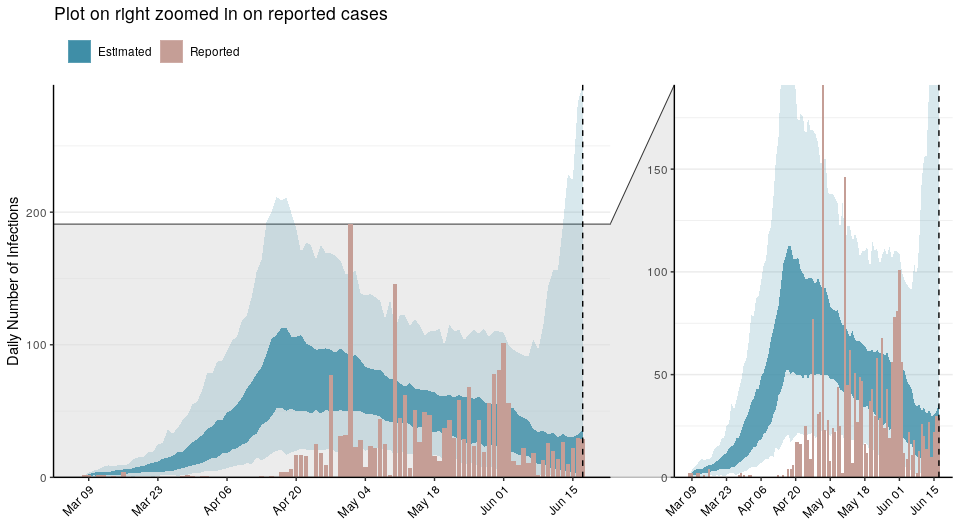 Plot on right zoomed in on reported cases
Estimated Reported
Daily Number of Infections
200
100
0
Mar 09 Mar 23 Apr 06 Apr 20 May 04 May 18 Jun 01 Jun 15
150
100
50
0
Mar 09 Mar 23 Apr 06 Apr 20 May 04 May 18 Jun 01 Jun 15